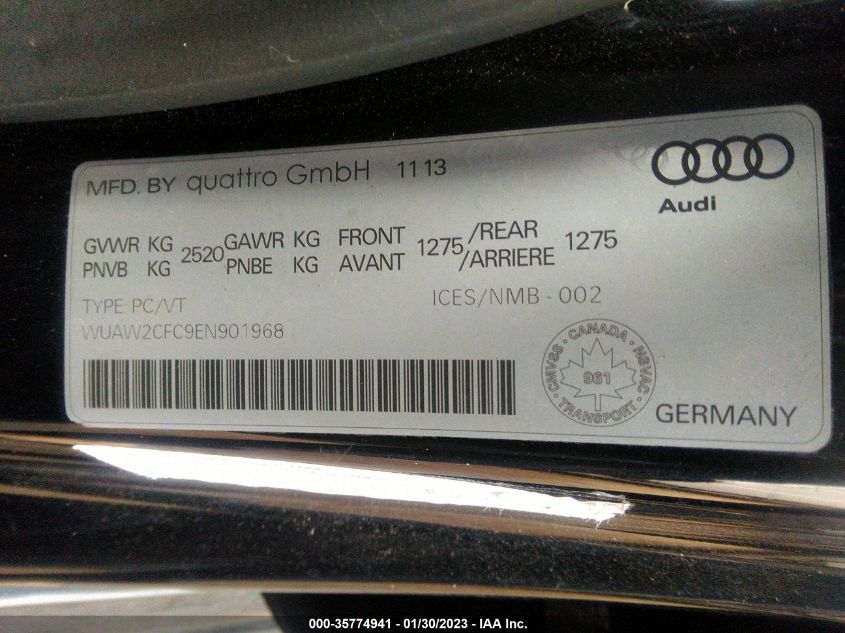 MFD. BY quattro GmbH 11 13
Audi
GVWR KG 2520 GAWR KG FRONT 1275 /REAR 1275
PNVB KG PNBE KG AVANT /ARRIERE
TYPE: PC/VT ICES/NMB - 002
WUAW2CFC9EN901968
CANADA
CMVSS · NSVAC
961
TRANSPORT
GERMANY
000-35774941 - 01/30/2023 - IAA Inc.